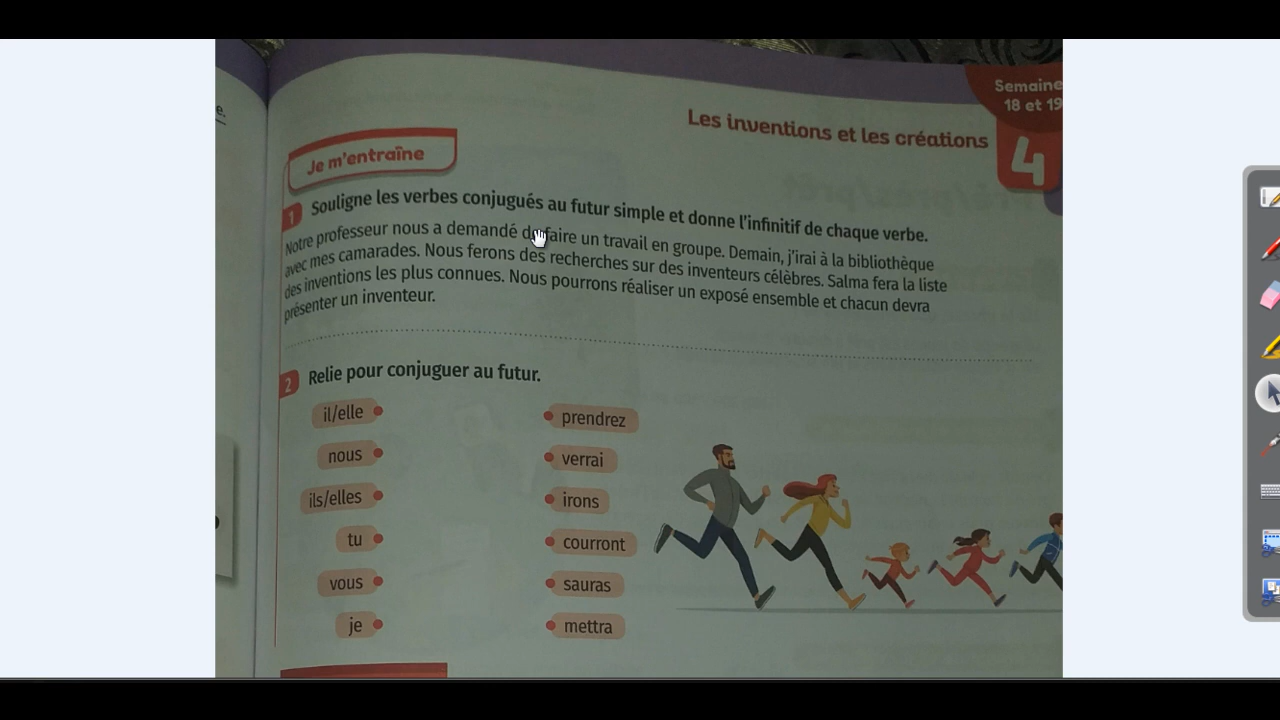 e.
Semaine
18 et 19
Les inventions et les créations
4
Je m'entraîne
1 Souligne les verbes conjugués au futur simple et donne l'infinitif de chaque verbe.
Notre professeur nous a demandé de faire un travail en groupe. Demain, j'irai à la bibliothèque
avec mes camarades. Nous ferons des recherches sur des inventeurs célèbres. Salma fera la liste
des inventions les plus connues. Nous pourrons réaliser un exposé ensemble et chacun devra
présenter un inventeur.
2 Relie pour conjuguer au futur.
il/elle prendrez
nous verrai
ils/elles irons
tu courront
vous sauras
je mettra